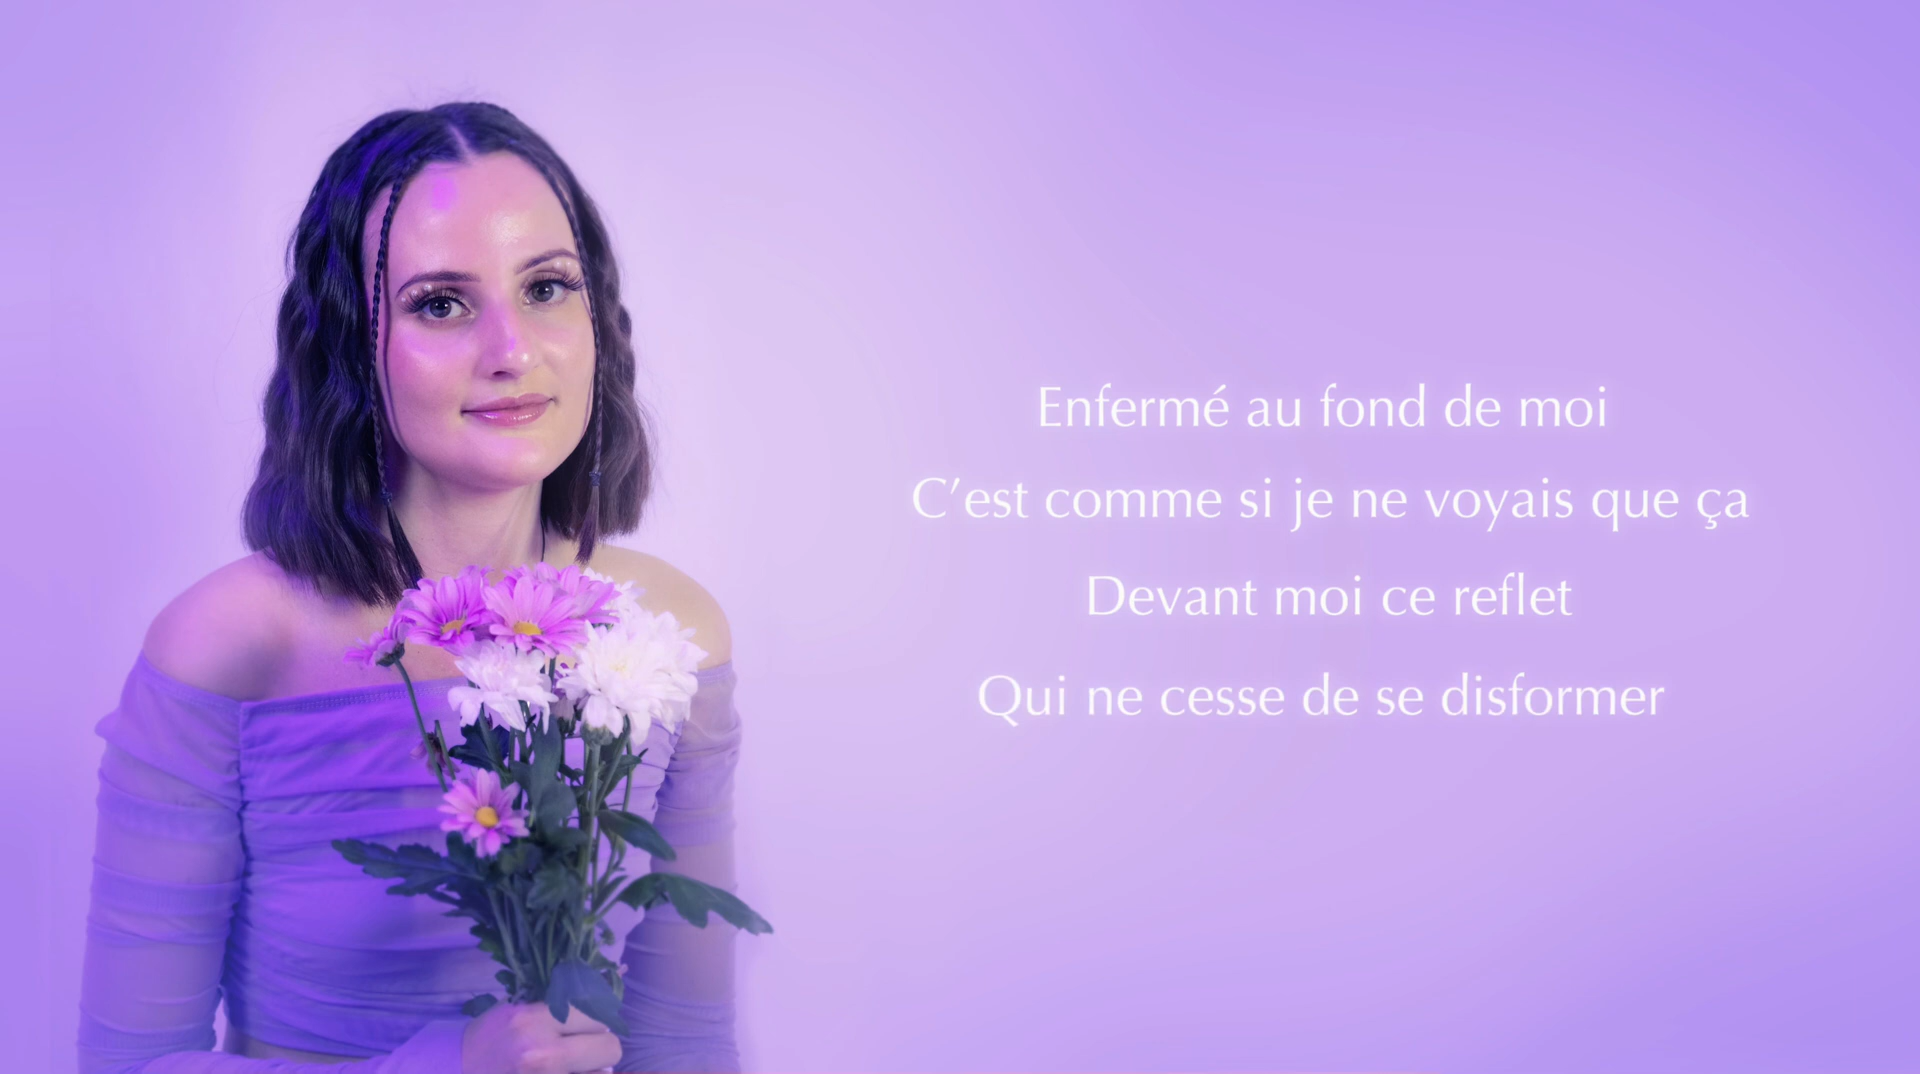 Enfermé au fond de moi
C’est comme si je ne voyais que ça
Devant moi ce reflet
Qui ne cesse de se disformer